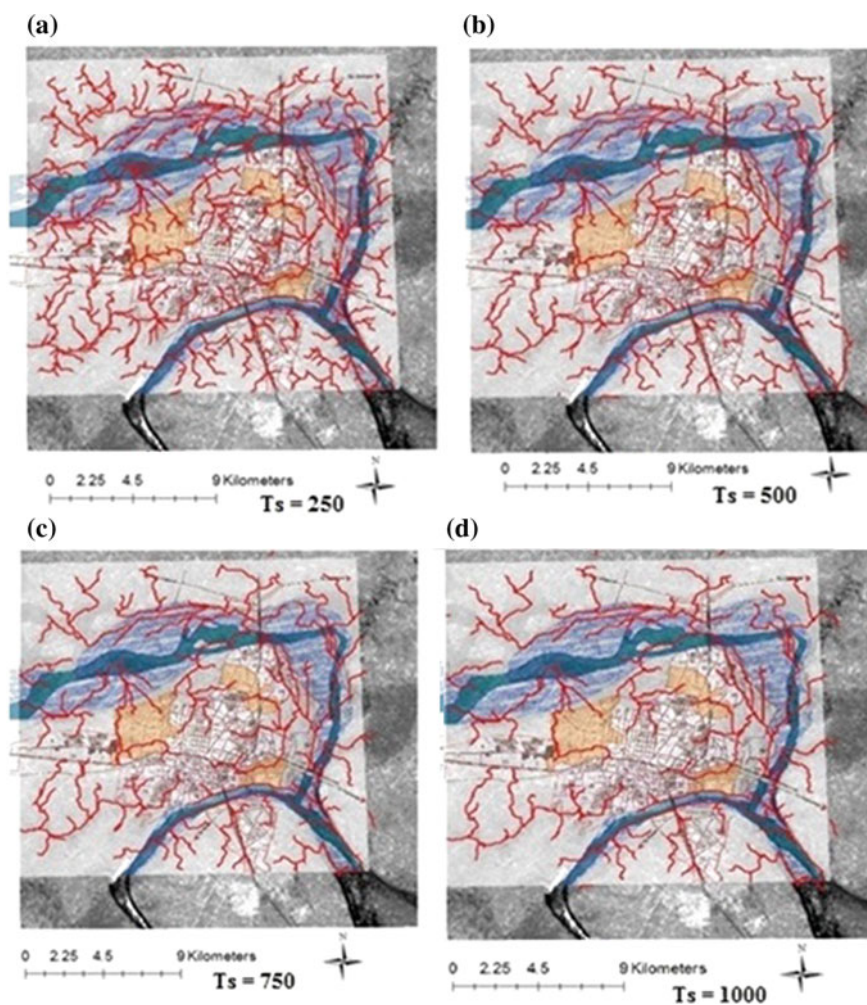 (a)
(b)
0 2.25 4.5 9 Kilometers
N
Ts = 250
0 2.25 4.5 9 Kilometers
N
Ts = 500
(c)
(d)
0 2.25 4.5 9 Kilometers
N
Ts = 750
0 2.25 4.5 9 Kilometers
N
Ts = 1000